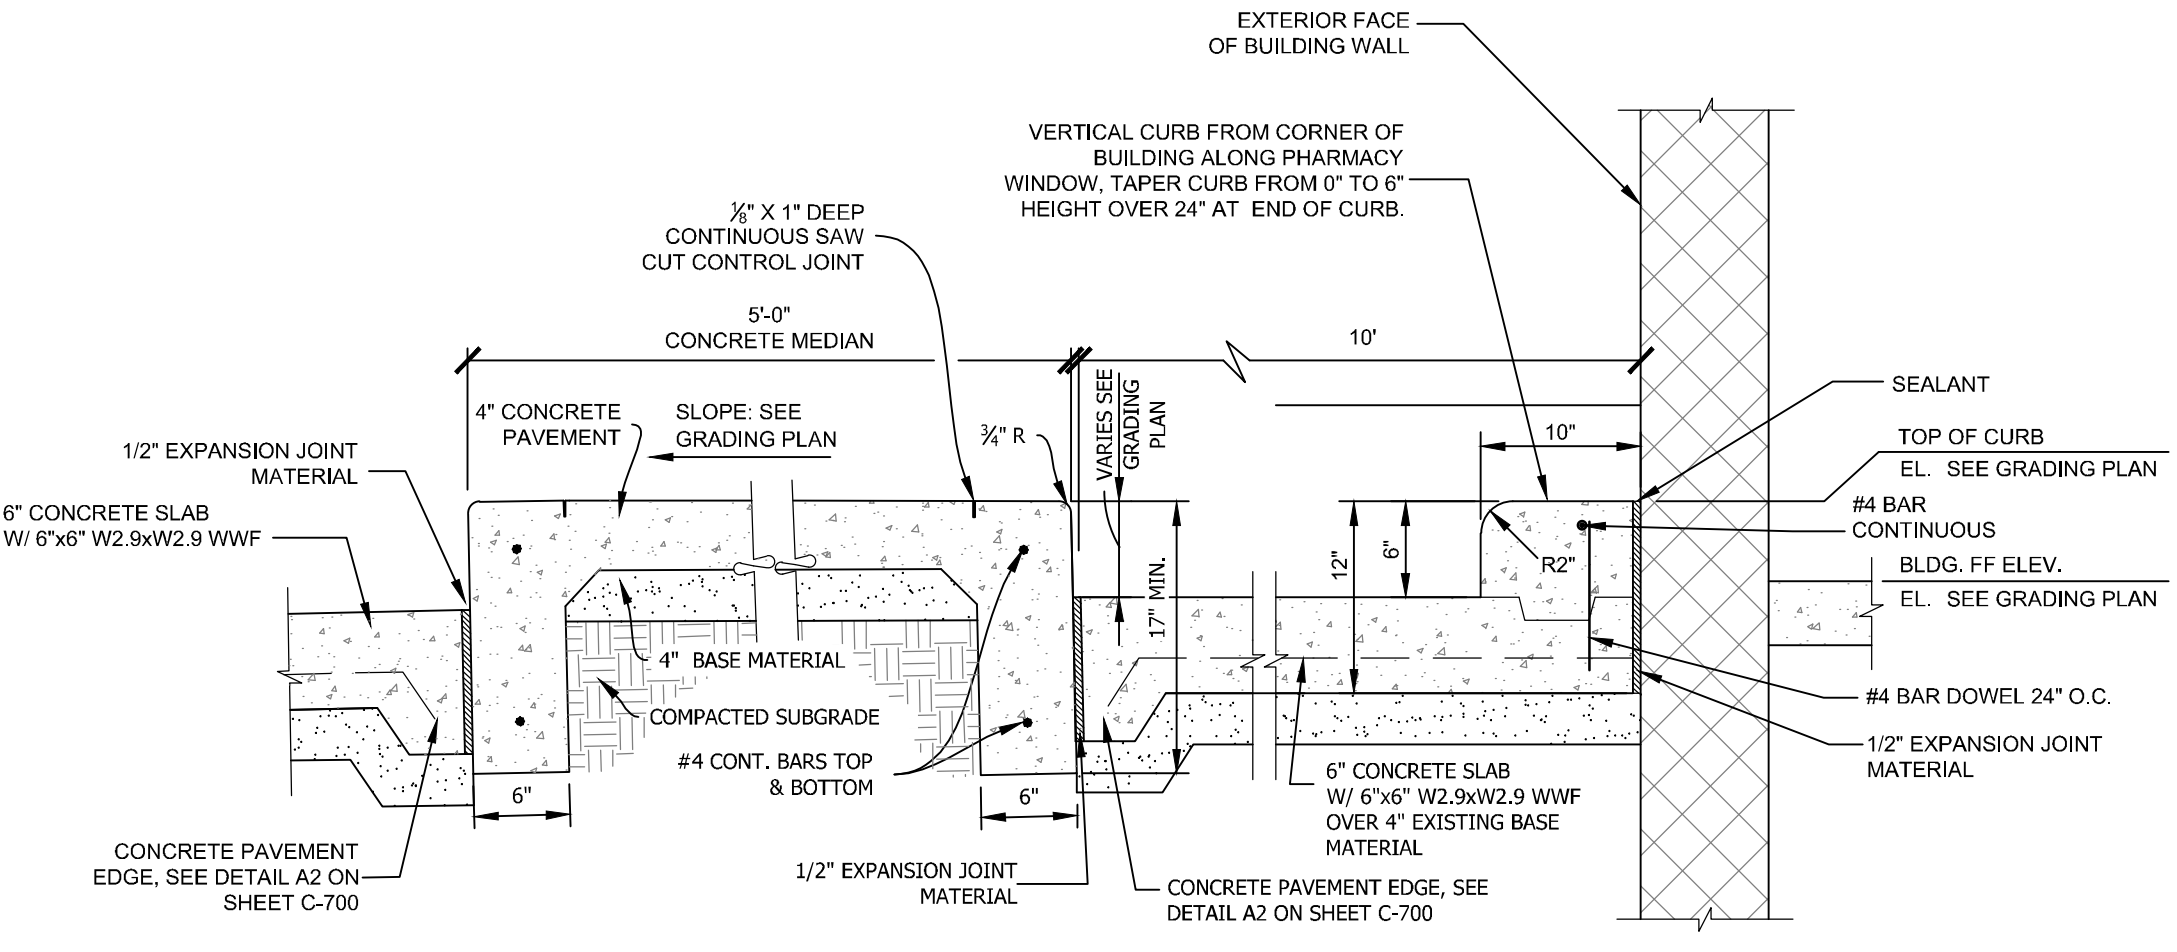 EXTERIOR FACE
OF BUILDING WALL
VERTICAL CURB FROM CORNER OF
BUILDING ALONG PHARMACY
WINDOW, TAPER CURB FROM 0" TO 6"
HEIGHT OVER 24" AT END OF CURB.
⅛" X 1" DEEP
CONTINUOUS SAW
CUT CONTROL JOINT
5'-0"
CONCRETE MEDIAN
10'
VARIES SEE
GRADING
PLAN
SEALANT
4" CONCRETE
PAVEMENT
SLOPE: SEE
GRADING PLAN
¾" R
10"
TOP OF CURB
EL. SEE GRADING PLAN
1/2" EXPANSION JOINT
MATERIAL
#4 BAR
CONTINUOUS
6" CONCRETE SLAB
W/ 6"x6" W2.9xW2.9 WWF
17" MIN.
12"
6"
R2"
BLDG. FF ELEV.
EL. SEE GRADING PLAN
4" BASE MATERIAL
COMPACTED SUBGRADE
#4 BAR DOWEL 24" O.C.
#4 CONT. BARS TOP
& BOTTOM
1/2" EXPANSION JOINT
MATERIAL
6"
6"
6" CONCRETE SLAB
W/ 6"x6" W2.9xW2.9 WWF
OVER 4" EXISTING BASE
MATERIAL
CONCRETE PAVEMENT
EDGE, SEE DETAIL A2 ON
SHEET C-700
1/2" EXPANSION JOINT
MATERIAL
CONCRETE PAVEMENT EDGE, SEE
DETAIL A2 ON SHEET C-700